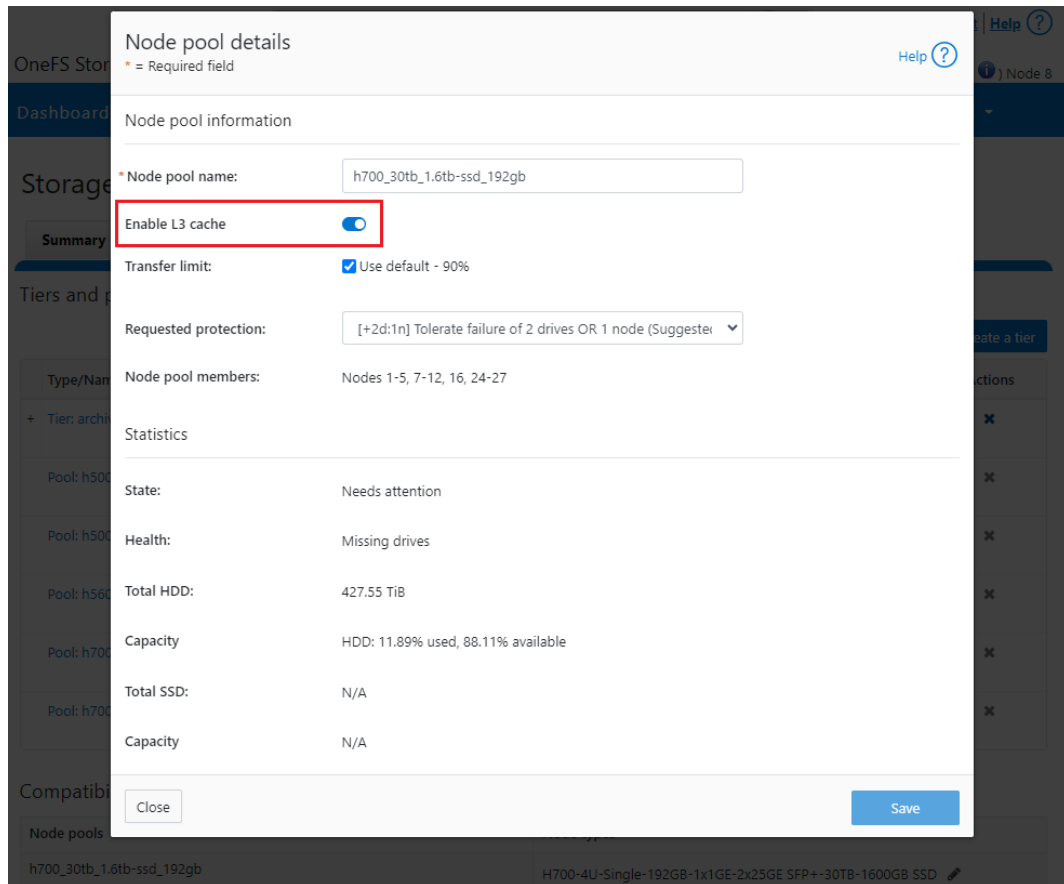 Node pool details
* = Required field
Help ?
Help ?
OneFS Stor
i ) Node 8
Dashboard
Node pool information
Storage
* Node pool name: h700_30tb_1.6tb-ssd_192gb
Enable L3 cache
Summary
Transfer limit: Use default - 90%
Tiers and p
Requested protection: [+2d:1n] Tolerate failure of 2 drives OR 1 node (Suggested
eate a tier
Node pool members: Nodes 1-5, 7-12, 16, 24-27
Type/Nam
ctions
+ Tier: archiv
Statistics
Pool: h500
State: Needs attention
Pool: h500
Health: Missing drives
Total HDD: 427.55 TiB
Pool: h560
Capacity HDD: 11.89% used, 88.11% available
Pool: h700
Total SSD: N/A
Pool: h700
Capacity N/A
Compatibi
Close
Save
Node pools
h700_30tb_1.6tb-ssd_192gb
H700-4U-Single-192GB-1x1GE-2x25GE SFP+-30TB-1600GB SSD